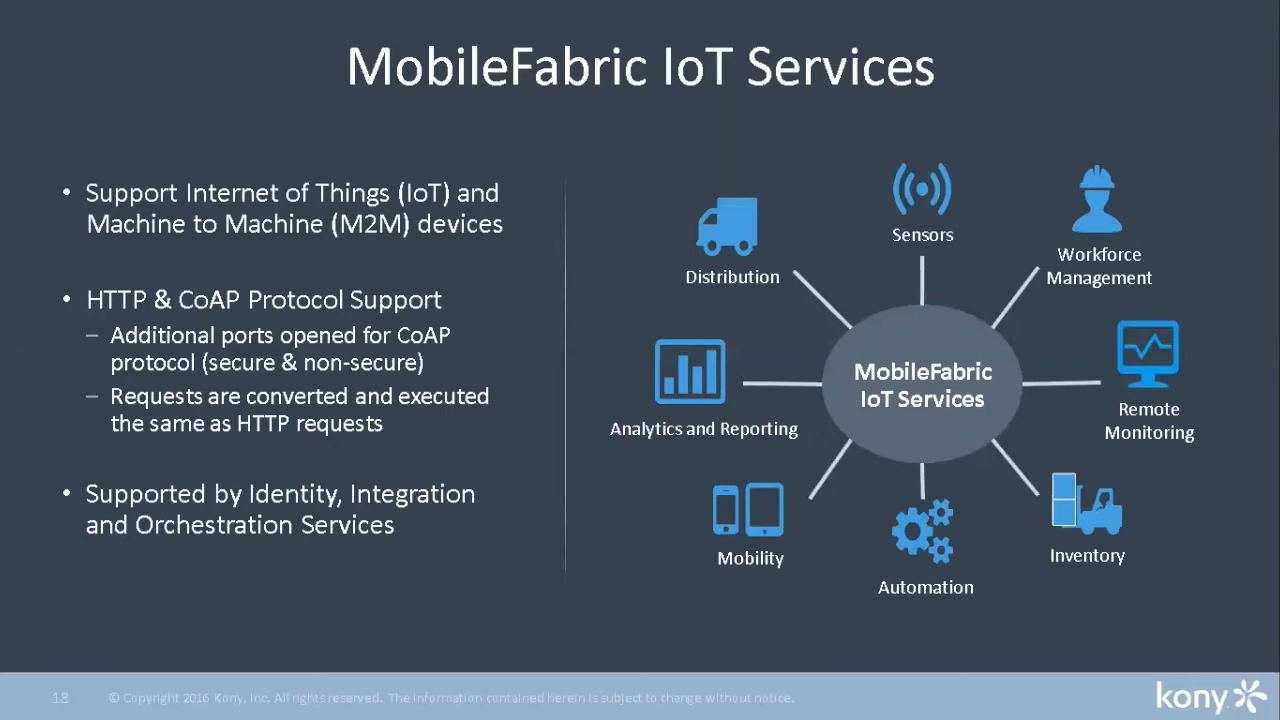 MobileFabric IoT Services
• Support Internet of Things (IoT) and
Machine to Machine (M2M) devices
• HTTP & CoAP Protocol Support
– Additional ports opened for CoAP
protocol (secure & non-secure)
– Requests are converted and executed
the same as HTTP requests
• Supported by Identity, Integration
and Orchestration Services
Sensors
Workforce
Management
Distribution
MobileFabric
IoT Services
Remote
Monitoring
Analytics and Reporting
Mobility
Automation
Inventory
18
© Copyright 2016 Kony, Inc. All rights reserved. The information contained herein is subject to change without notice.
kony